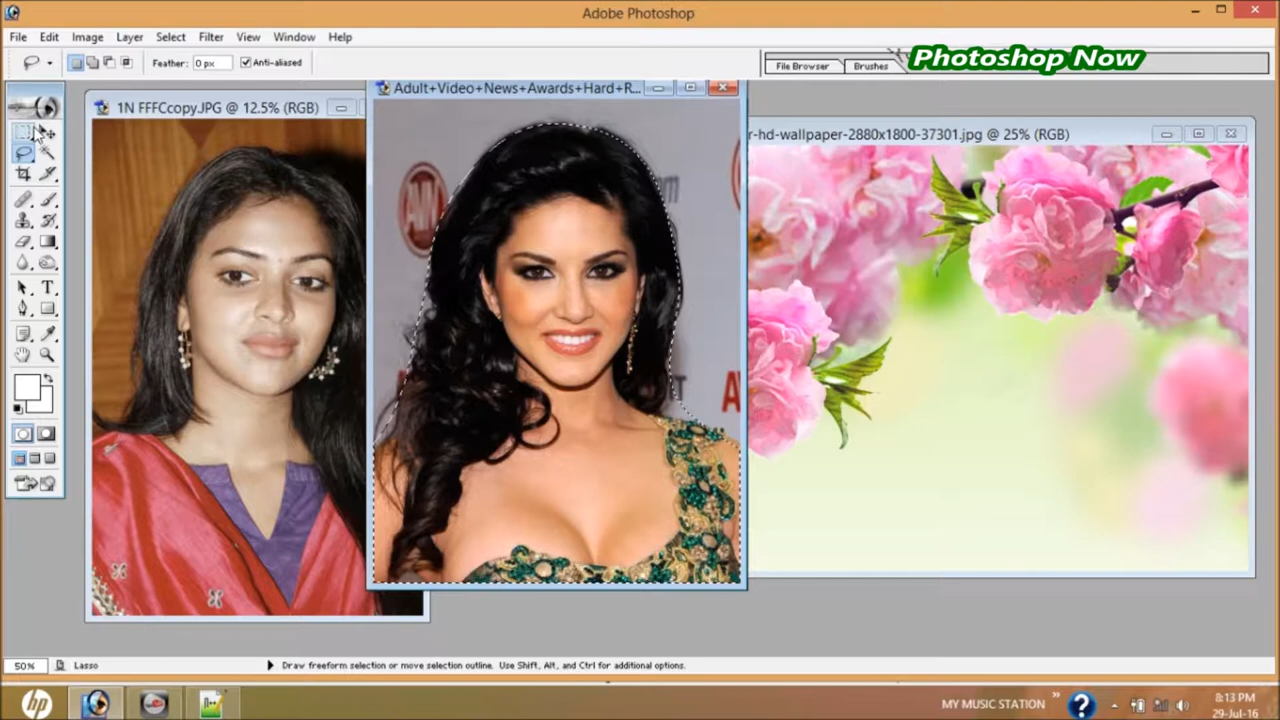 Adobe Photoshop
File Edit Image Layer Select Filter View Window Help
Feather: 0 px Anti-aliased
File Browser Brushes
Photoshop Now
1N FFFCcopy.JPG @ 12.5% (RGB)
Adult+Video+News+Awards+Hard+R...
r-hd-wallpaper-2880x1800-37301.jpg @ 25% (RGB)
AW
T
50% Lasso Draw freeform selection or move selection outline. Use Shift, Alt, and Ctrl for additional options.
hp
MY MUSIC STATION
8:13 PM
29-Jul-16